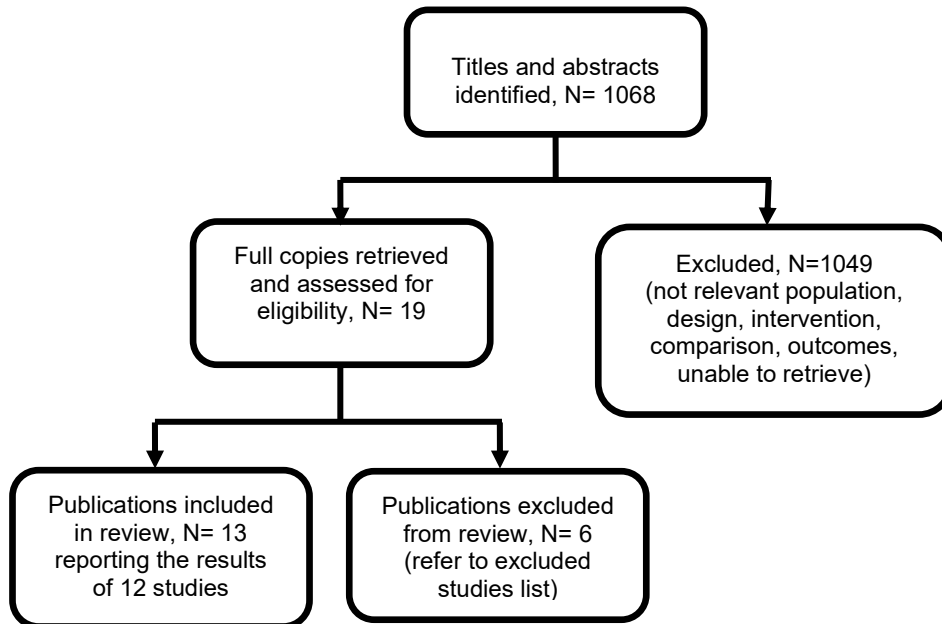 Titles and abstracts
identified, N= 1068
Full copies retrieved
and assessed for
eligibility, N= 19
Excluded, N=1049
(not relevant population,
design, intervention,
comparison, outcomes,
unable to retrieve)
Publications included
in review, N= 13
reporting the results
of 12 studies
Publications excluded
from review, N= 6
(refer to excluded
studies list)